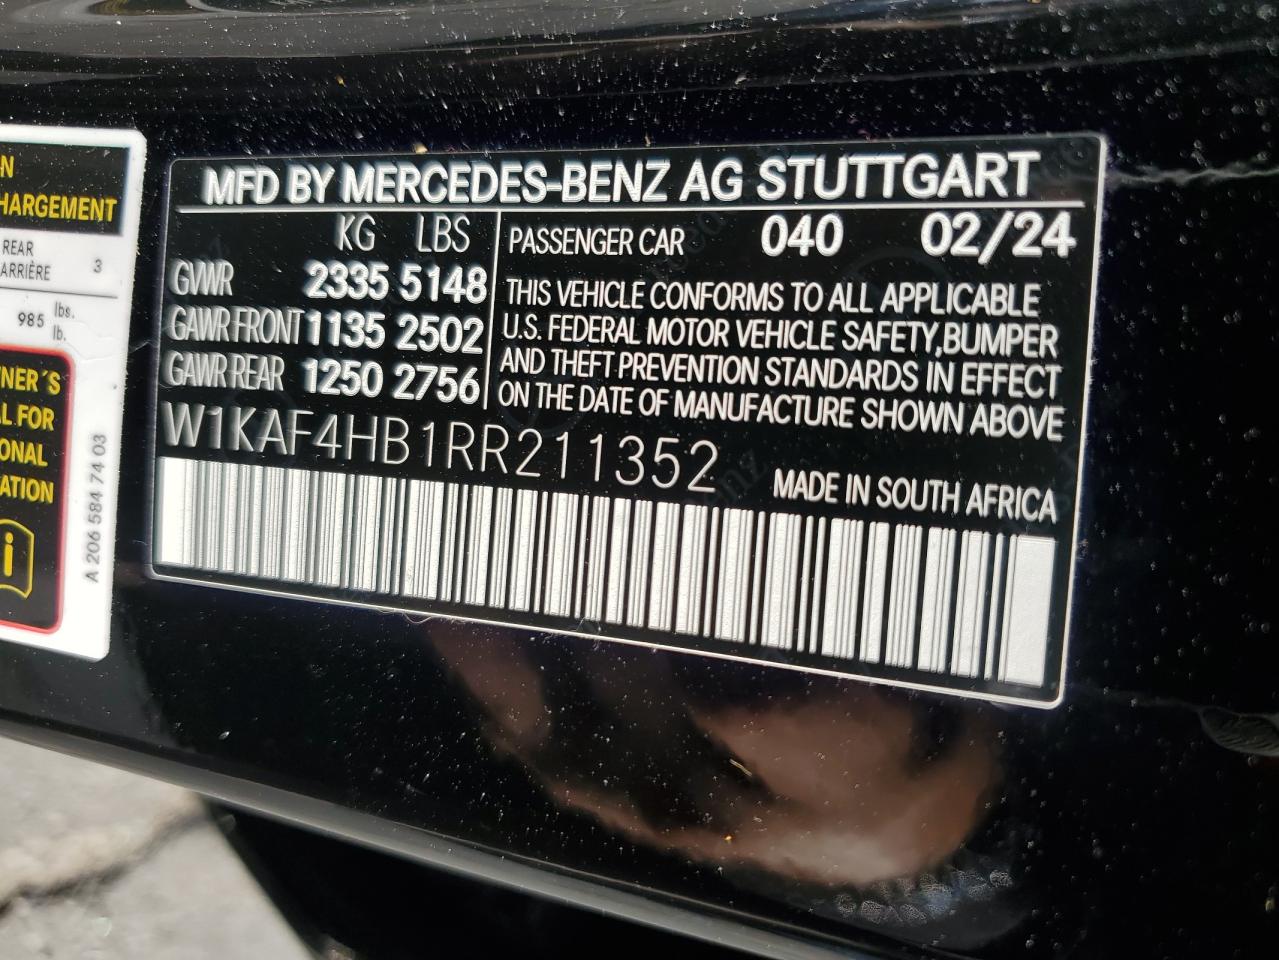 MFD BY MERCEDES-BENZ AG STUTTGART
KG LBS
GVWR 2335 5148
GAWR FRONT 1135 2502
GAWR REAR 1250 2756
PASSENGER CAR 040 02/24
THIS VEHICLE CONFORMS TO ALL APPLICABLE
U.S. FEDERAL MOTOR VEHICLE SAFETY,BUMPER
AND THEFT PREVENTION STANDARDS IN EFFECT
ON THE DATE OF MANUFACTURE SHOWN ABOVE
W1KAF4HB1RR211352
MADE IN SOUTH AFRICA
N
HARGEMENT
REAR
ARRIÈRE 3
985 lbs.
lb.
NER´S
AL FOR
ONAL
ATION
i
A 206 584 74 03